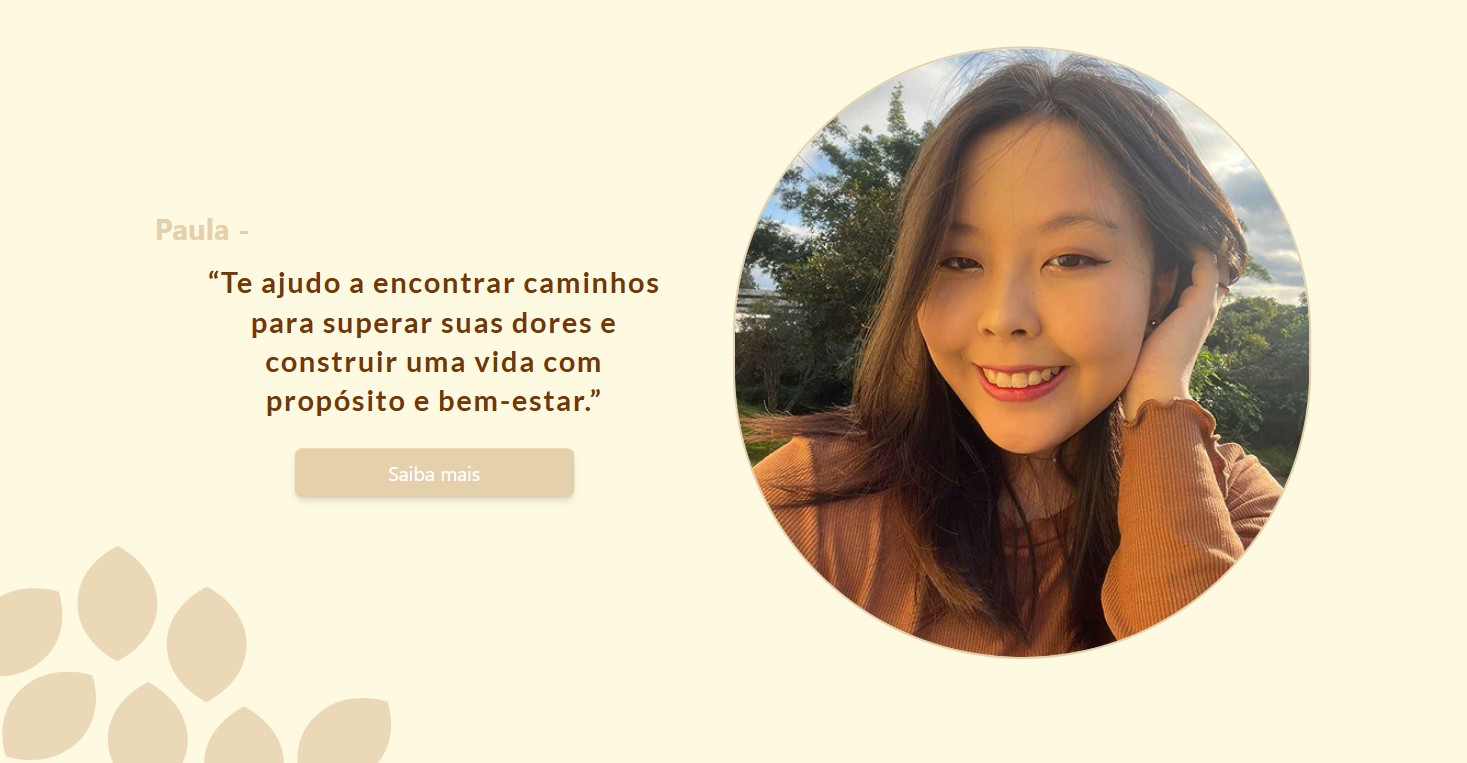 Paula -
“Te ajudo a encontrar caminhos
para superar suas dores e
construir uma vida com
propósito e bem-estar.”
Saiba mais